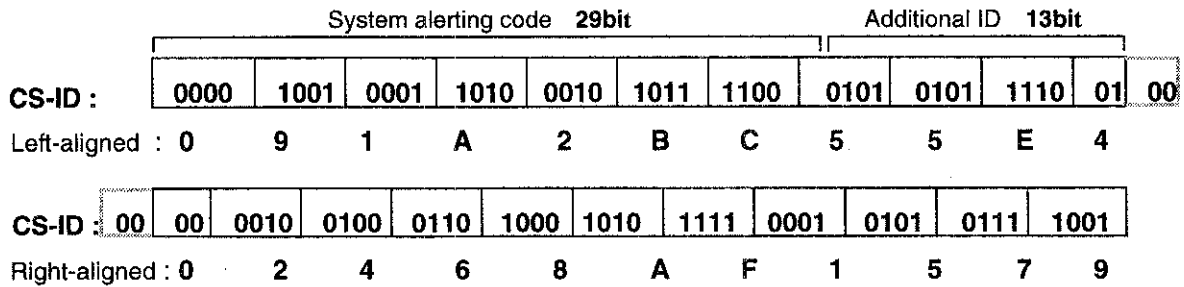 System alerting code 29bit Additional ID 13bit
CS-ID : 0000 1001 0001 1010 0010 1011 1100 0101 0101 1110 01 00
Left-aligned : 0 9 1 A 2 B C 5 5 E 4
CS-ID : 00 00 0010 0100 0110 1000 1010 1111 0001 0101 0111 1001
Right-aligned : 0 2 4 6 8 A F 1 5 7 9